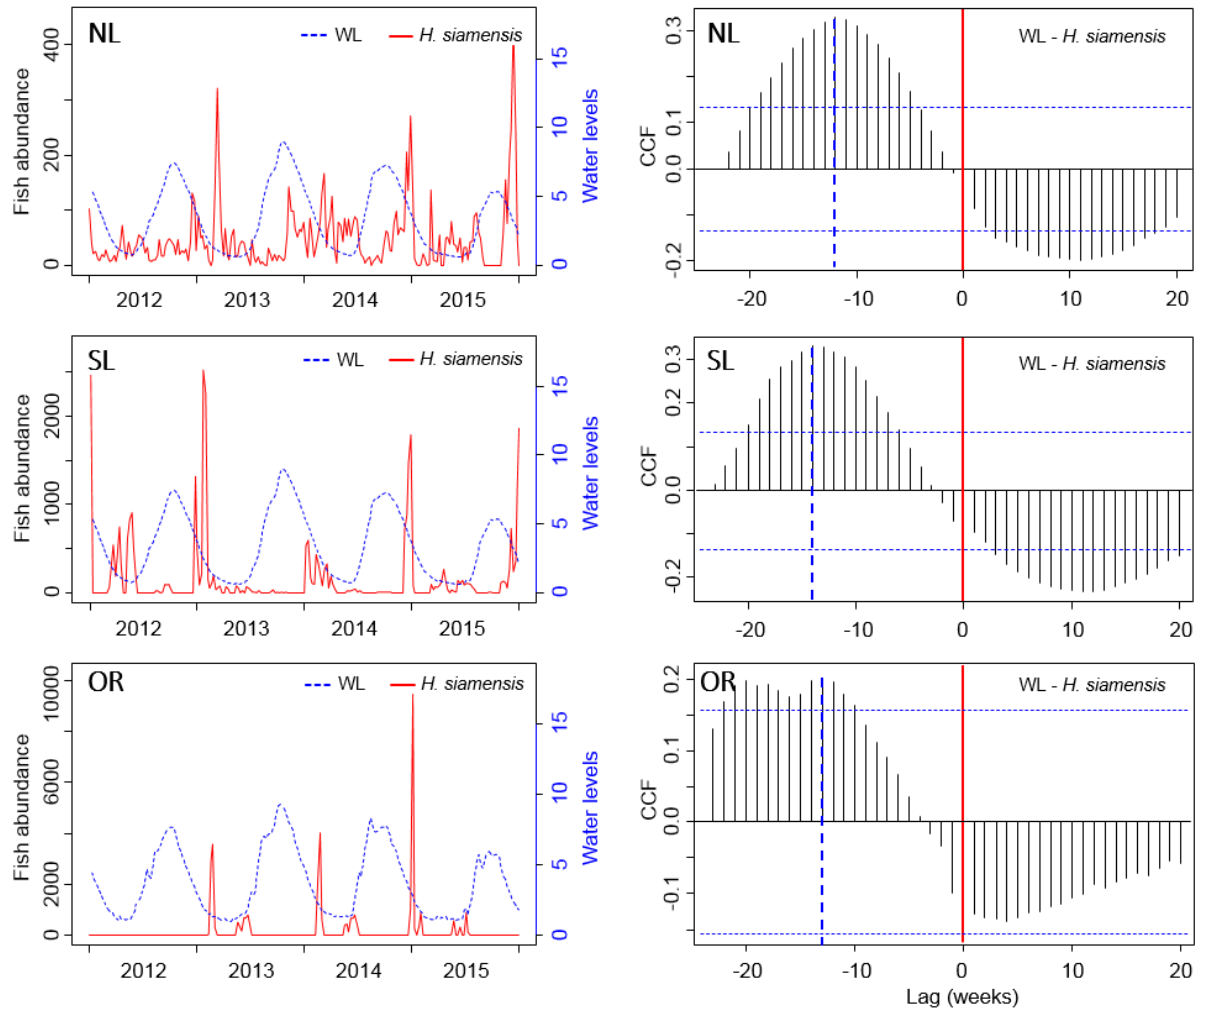 NL
WL
H. siamensis
Fish abundance
0
200
400
Water levels
0
5
10
15
2012
2013
2014
2015
NL
WL - H. siamensis
CCF
-0.2
0.0
0.1
0.3
-20
-10
0
10
20
SL
WL
H. siamensis
Fish abundance
0
1000
2000
Water levels
0
5
10
15
2012
2013
2014
2015
SL
WL - H. siamensis
CCF
-0.2
0.0
0.2
0.3
-20
-10
0
10
20
OR
WL
H. siamensis
Fish abundance
0
2000
6000
10000
Water levels
0
5
10
15
2012
2013
2014
2015
OR
WL - H. siamensis
CCF
-0.1
0.0
0.1
0.2
-20
-10
0
10
20
Lag (weeks)